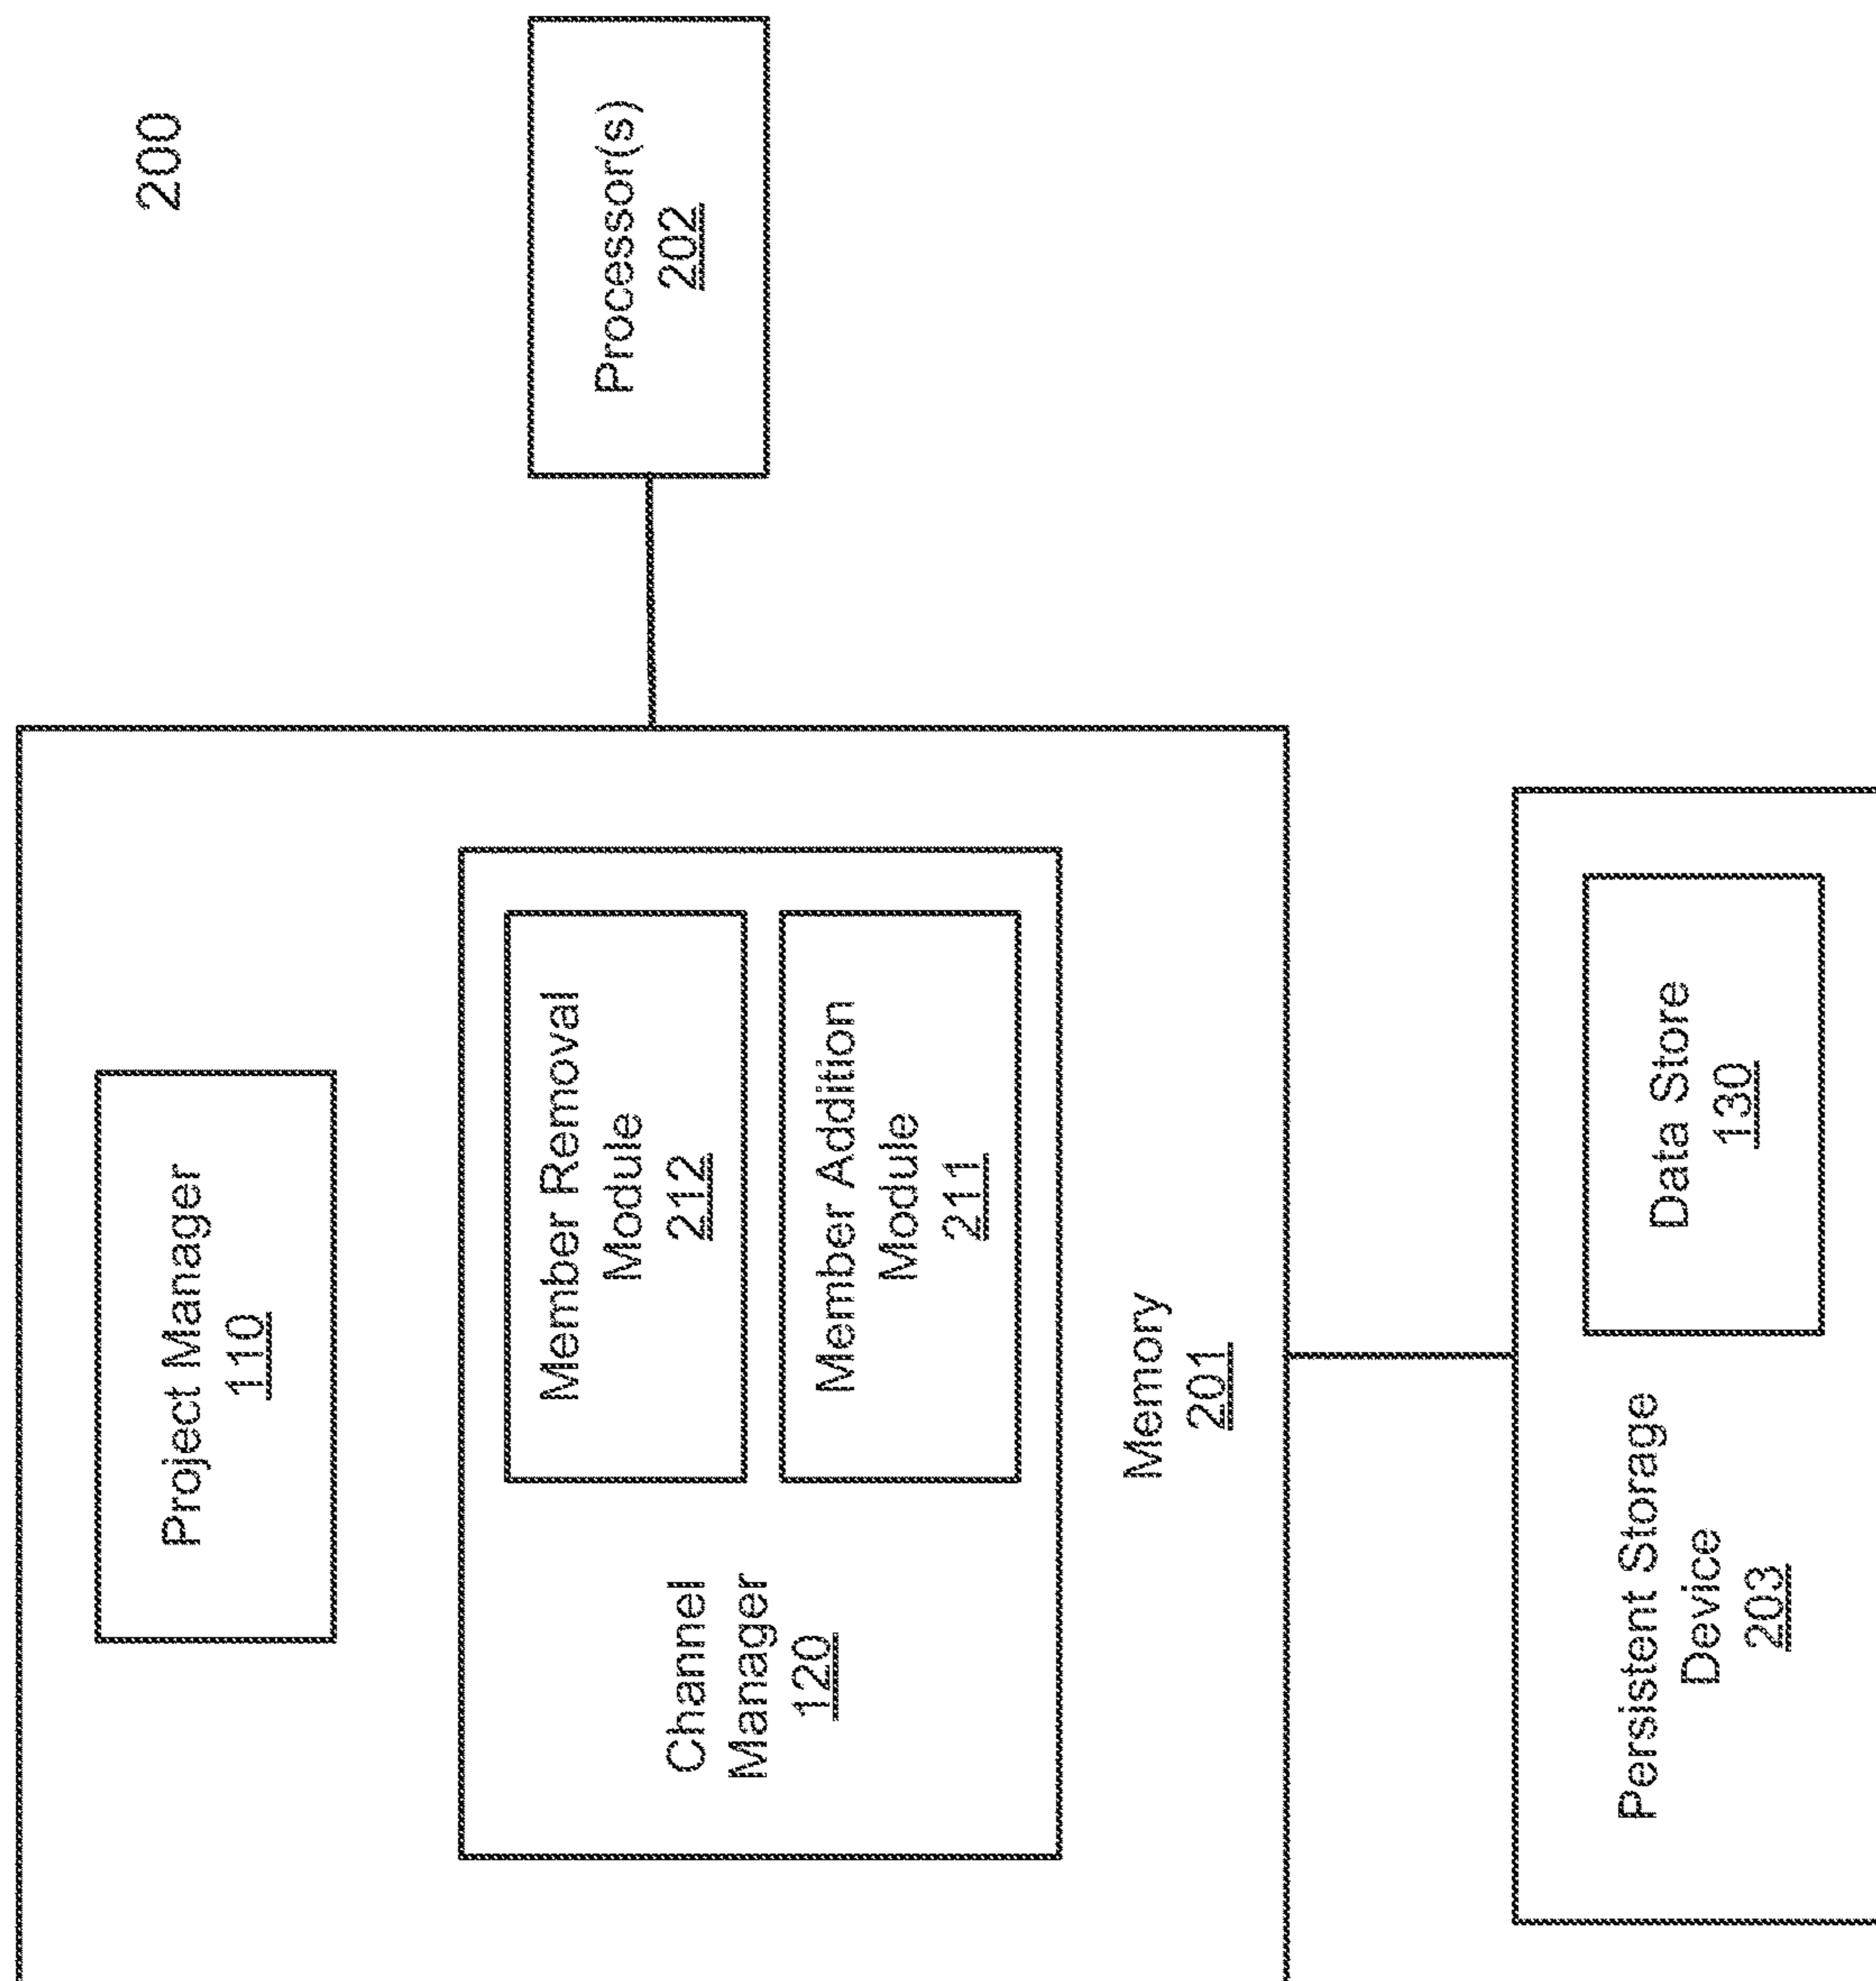 200
Project Manager
110
Channel
Manager
120
Member Removal
Module
212
Member Addition
Module
211
Memory
201
Processor(s)
202
Persistent Storage
Device
203
Data Store
130